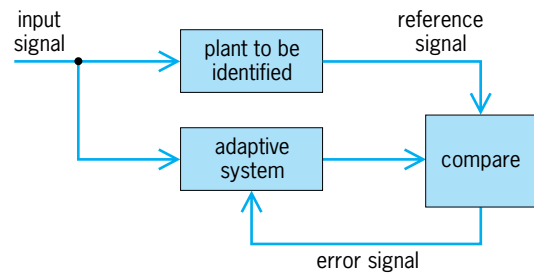 input
signal
plant to be
identified
reference
signal
adaptive
system
compare
error signal